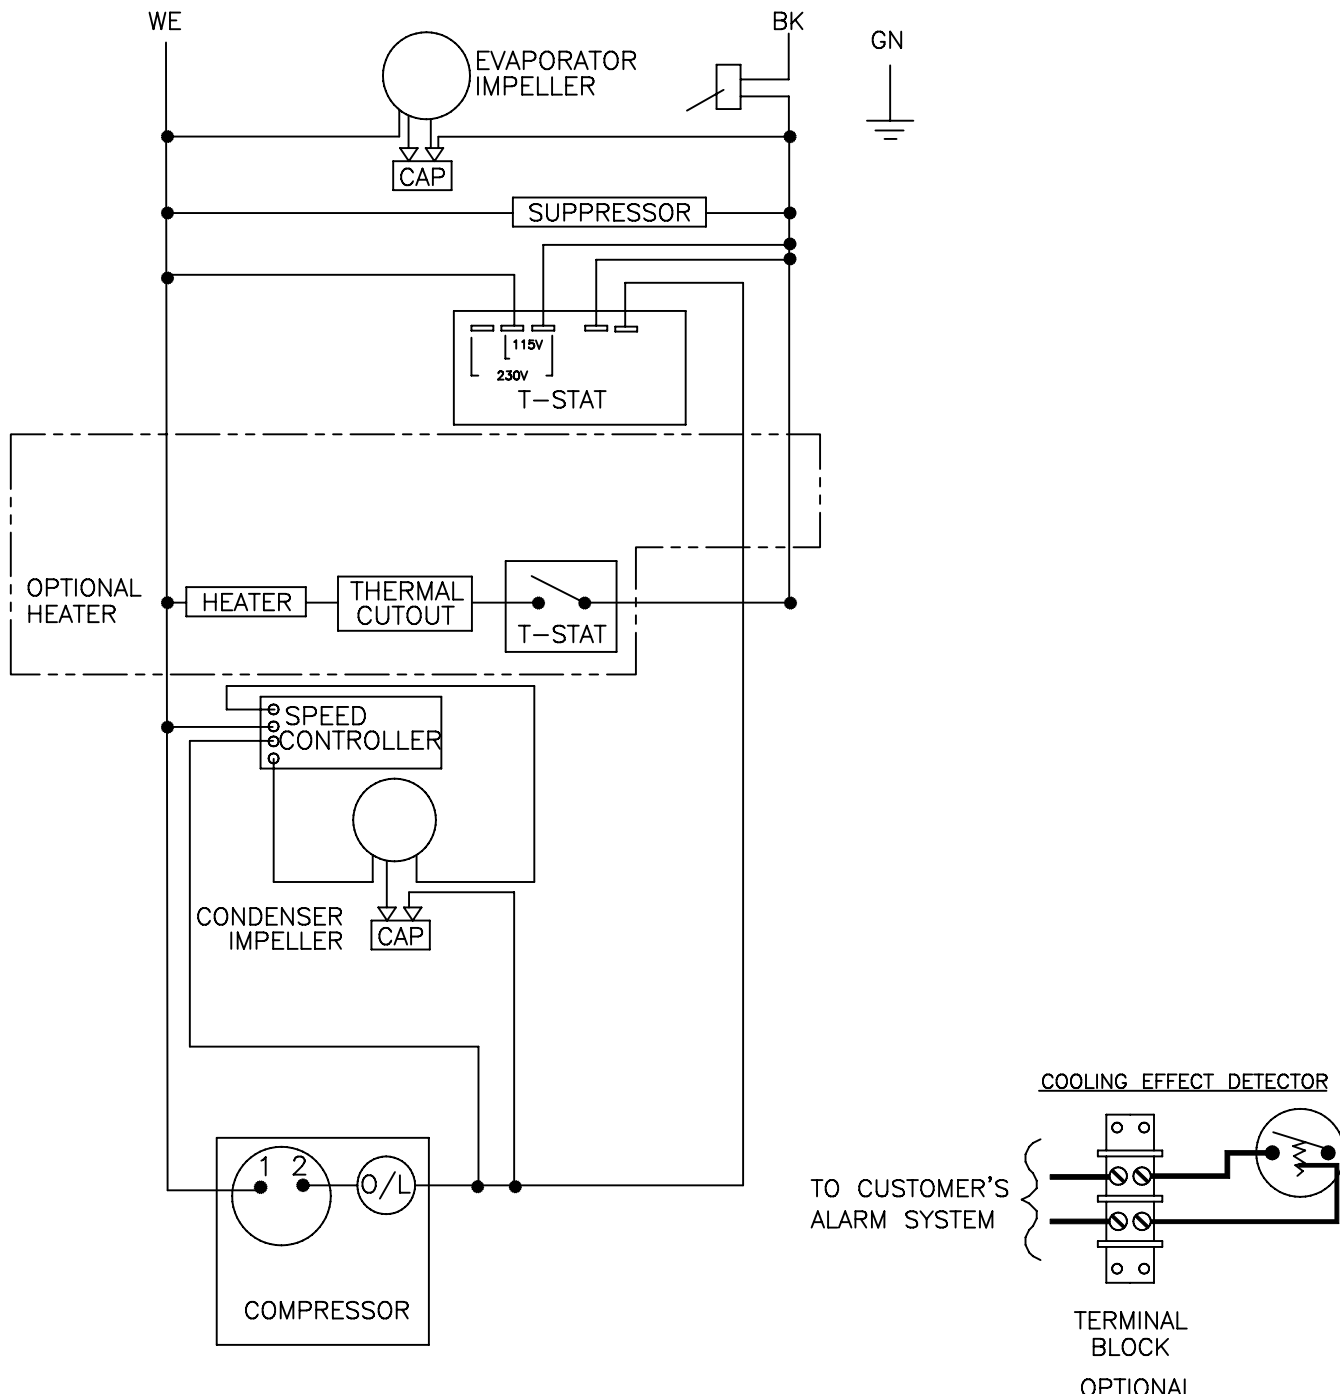 WE
BK
GN
EVAPORATOR
IMPELLER
CAP
SUPPRESSOR
115V
230V
T-STAT
OPTIONAL
HEATER
HEATER
THERMAL
CUTOUT
T-STAT
SPEED
CONTROLLER
CONDENSER
IMPELLER
CAP
1 2
O/L
COMPRESSOR
COOLING EFFECT DETECTOR
TO CUSTOMER'S
ALARM SYSTEM
TERMINAL
BLOCK
OPTIONAL